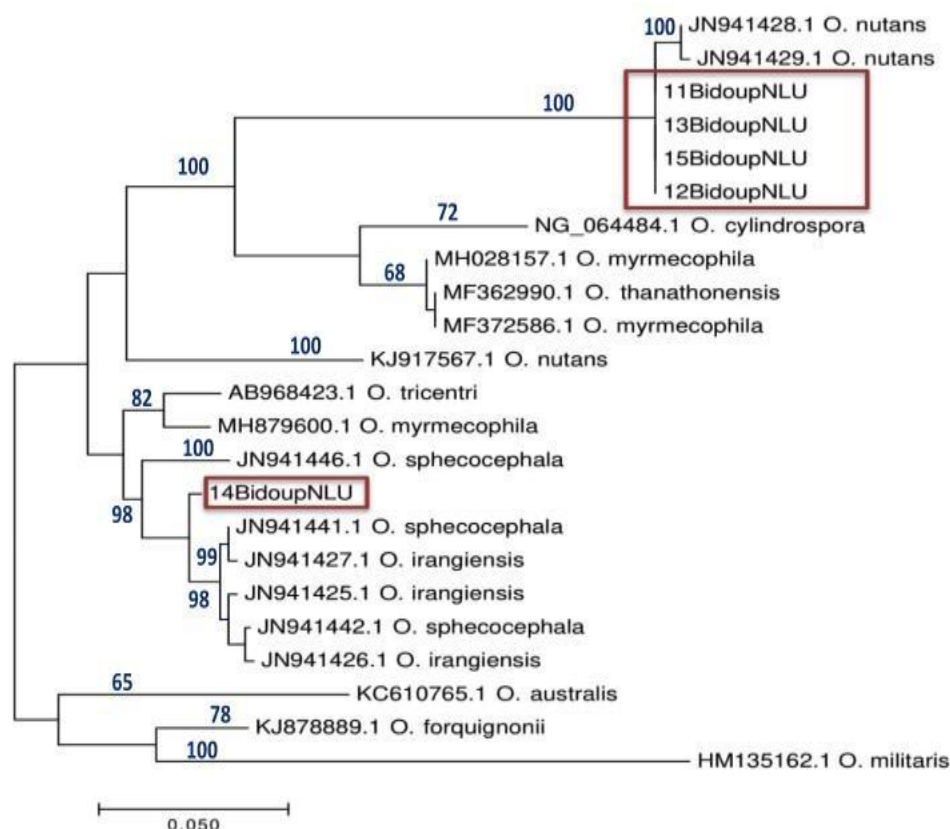 100 JN941428.1 O. nutans
JN941429.1 O. nutans
11BidoupNLU
100
13BidoupNLU
15BidoupNLU
100
12BidoupNLU
72
NG_064484.1 O. cylindrospora
MH028157.1 O. myrmecophila
68
MF362990.1 O. thanathonensis
MF372586.1 O. myrmecophila
100
KJ917567.1 O. nutans
AB968423.1 O. tricentri
82
MH879600.1 O. myrmecophila
100
JN941446.1 O. sphecocephala
14BidoupNLU
98
JN941441.1 O. sphecocephala
99
JN941427.1 O. irangiensis
JN941425.1 O. irangiensis
98
JN941442.1 O. sphecocephala
JN941426.1 O. irangiensis
65
KC610765.1 O. australis
78
KJ878889.1 O. forquignonii
100
HM135162.1 O. militaris
0.050